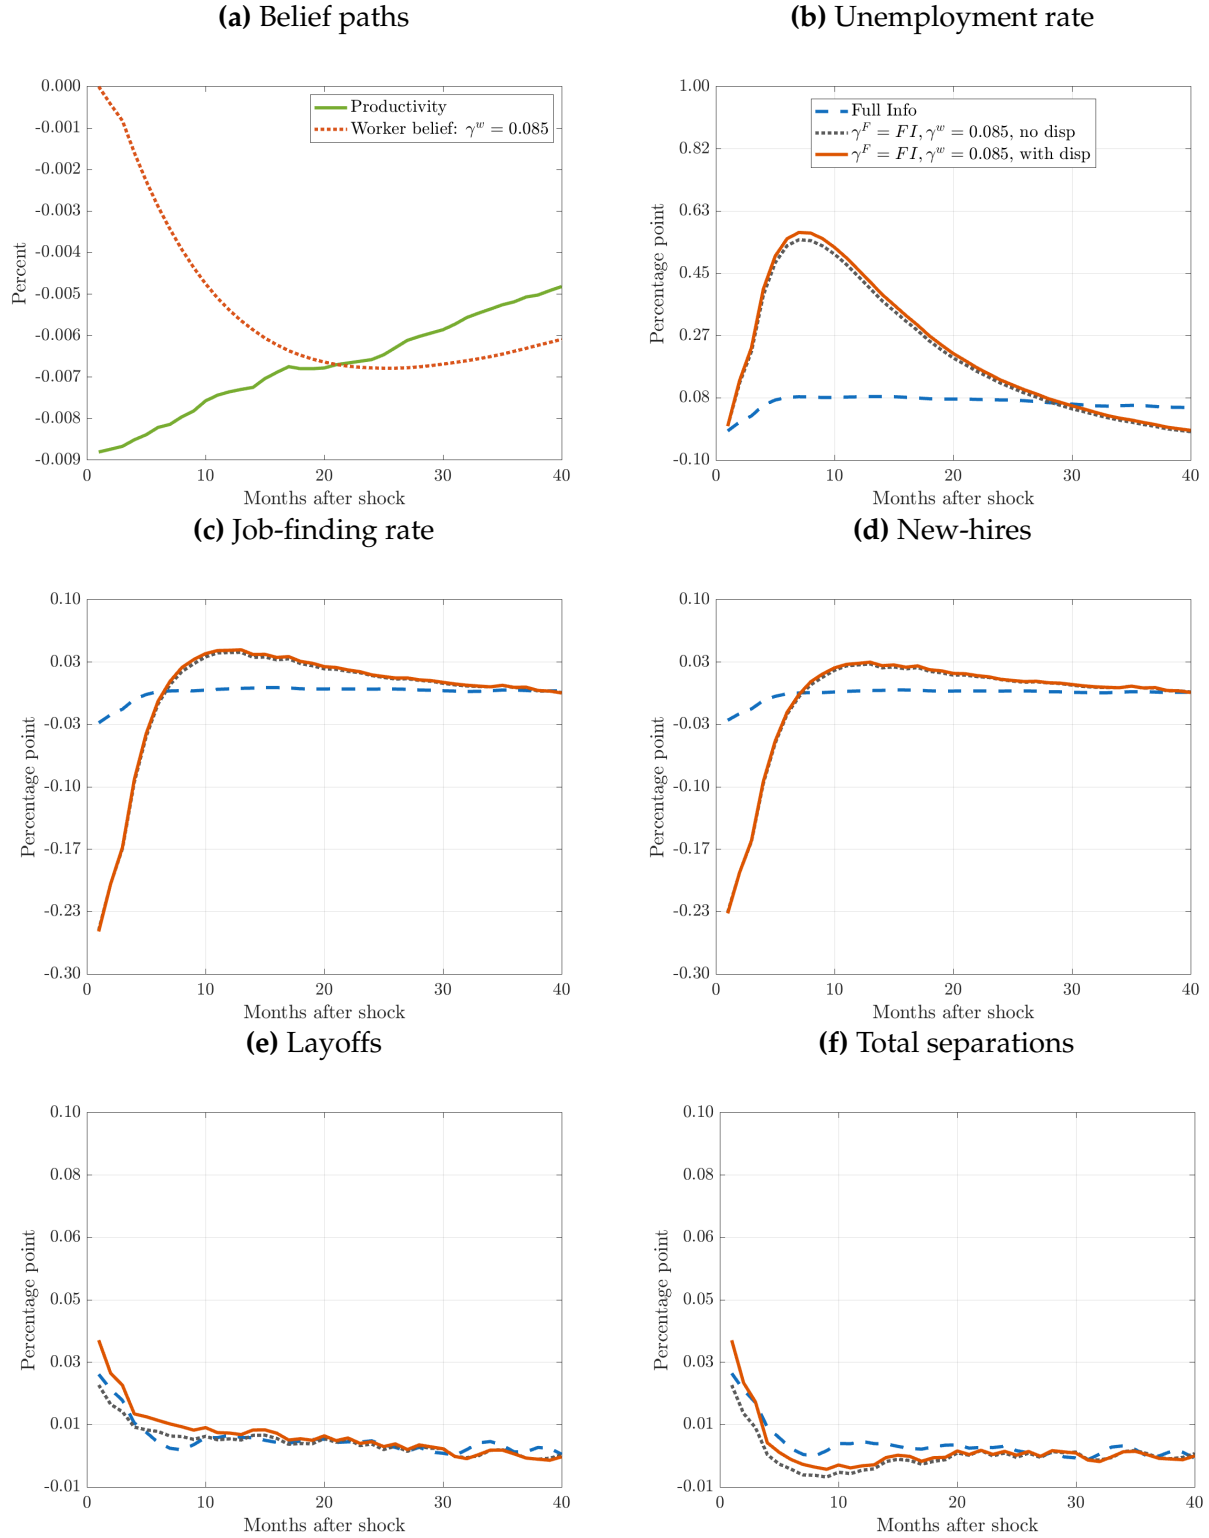 (a) Belief paths
0.000
-0.001
-0.002
-0.003
-0.004
-0.005
-0.006
-0.007
-0.008
-0.009
Percent
Productivity
Worker belief: γ^w = 0.085
0 10 20 30 40
Months after shock
(b) Unemployment rate
1.00
0.82
0.63
0.45
0.27
0.08
-0.10
Percentage point
Full Info
γ^F = FI, γ^w = 0.085, no disp
γ^F = FI, γ^w = 0.085, with disp
0 10 20 30 40
Months after shock
(c) Job-finding rate
0.10
0.03
-0.03
-0.10
-0.17
-0.23
-0.30
Percentage point
0 10 20 30 40
Months after shock
(d) New-hires
0.10
0.03
-0.03
-0.10
-0.17
-0.23
-0.30
Percentage point
0 10 20 30 40
Months after shock
(e) Layoffs
0.10
0.08
0.06
0.05
0.03
0.01
-0.01
Percentage point
0 10 20 30 40
Months after shock
(f) Total separations
0.10
0.08
0.06
0.05
0.03
0.01
-0.01
Percentage point
0 10 20 30 40
Months after shock